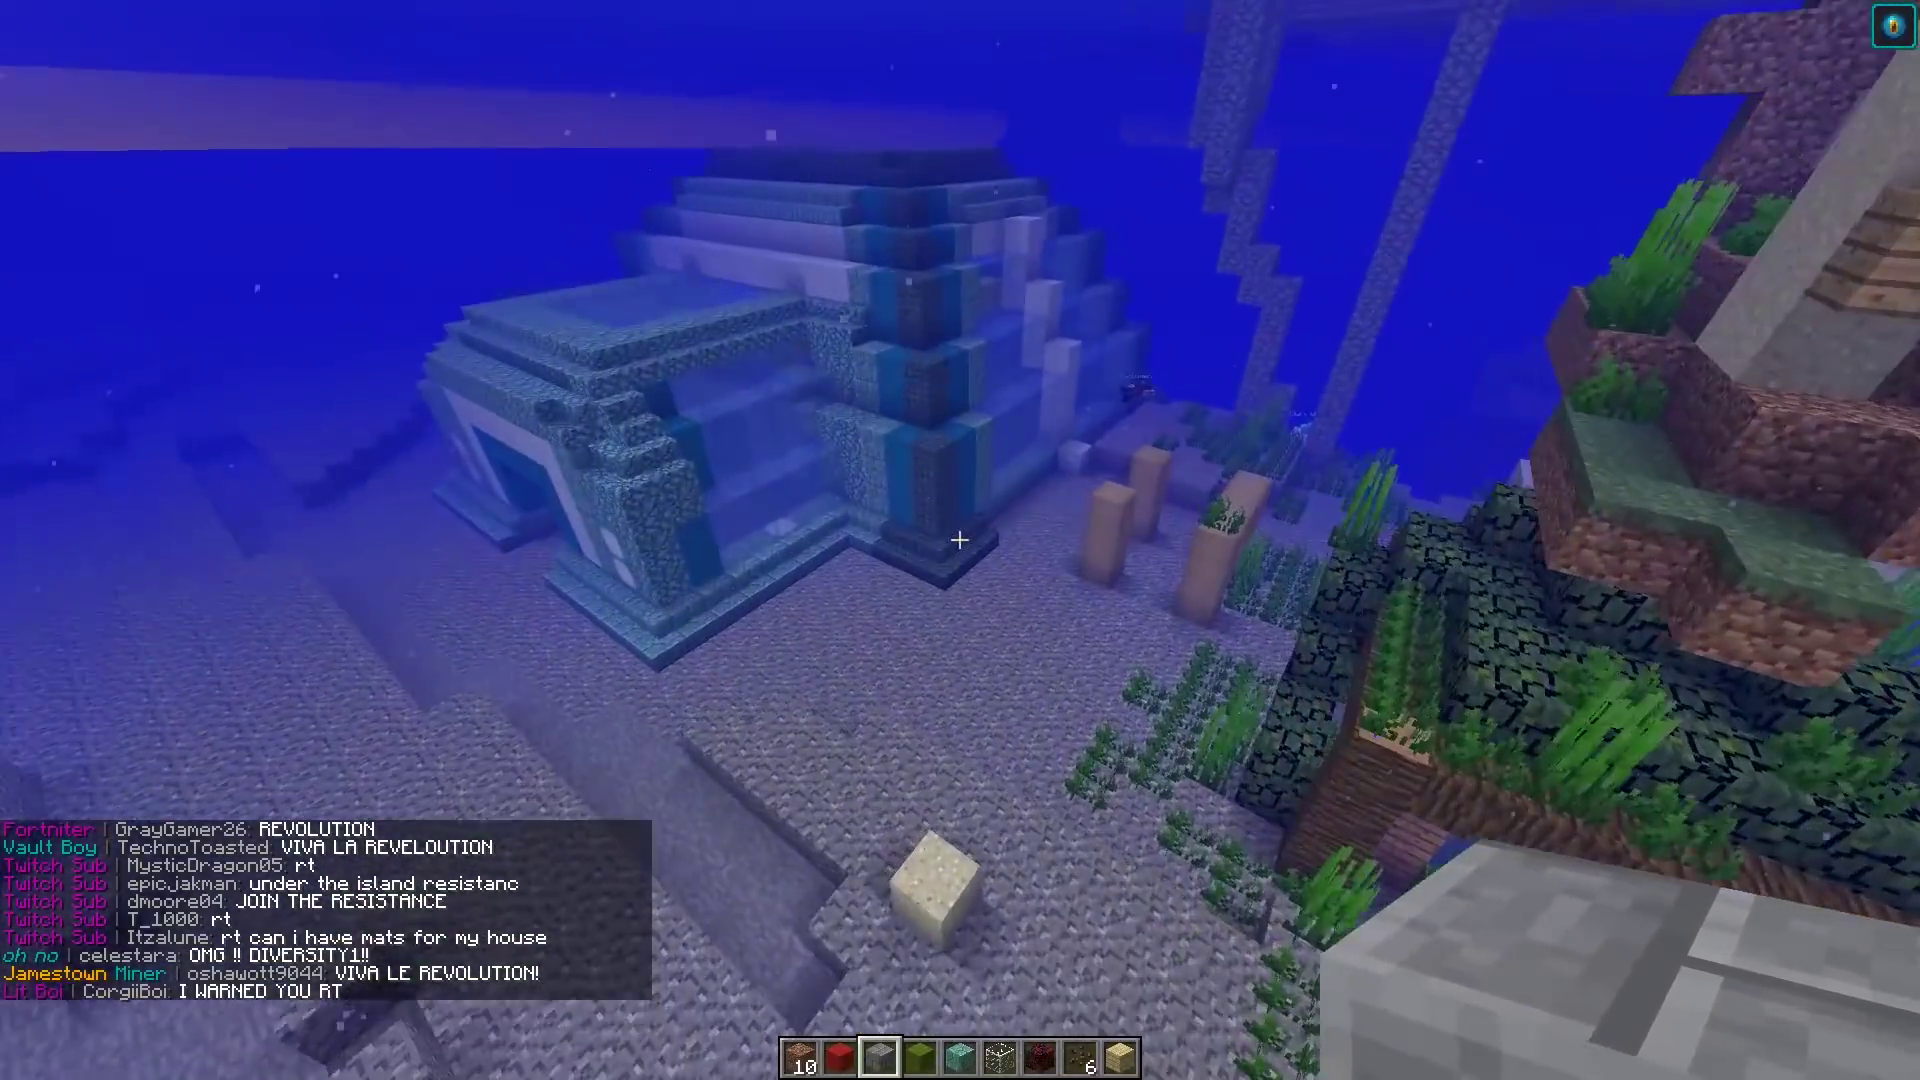 Fortniter | GrayGamer26: REVOLUTION
Vault Boy | TechnoToasted: VIVA LA REVELOUTION
Twitch Sub | MysticDragon05: rt
Twitch Sub | epicjakman: under the island resistanc
Twitch Sub | dmoore04: JOIN THE RESISTANCE
Twitch Sub | T_1000: rt
Twitch Sub | Itzalune: rt can i have mats for my house
oh no | celestara: OMG !! DIVERSITY1!!
Jamestown Miner | oshawott9044: VIVA LE REVOLUTION!
Lit Boi | CorgiiBoi: I WARNED YOU RT
10 6